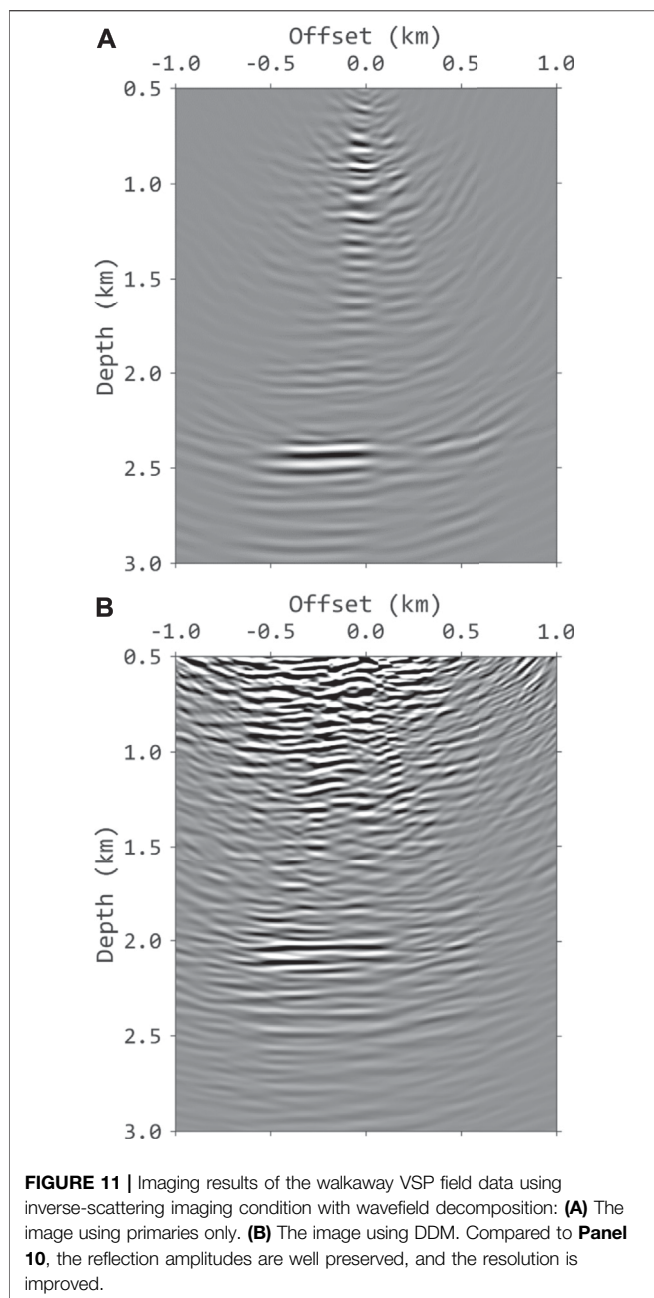 A
Offset (km)
-1.0 -0.5 0.0 0.5 1.0
0.5
1.0
1.5
2.0
2.5
3.0
Depth (km)
B
Offset (km)
-1.0 -0.5 0.0 0.5 1.0
0.5
1.0
1.5
2.0
2.5
3.0
Depth (km)
FIGURE 11 | Imaging results of the walkaway VSP field data using
inverse-scattering imaging condition with wavefield decomposition: (A) The
image using primaries only. (B) The image using DDM. Compared to Panel
10, the reflection amplitudes are well preserved, and the resolution is
improved.